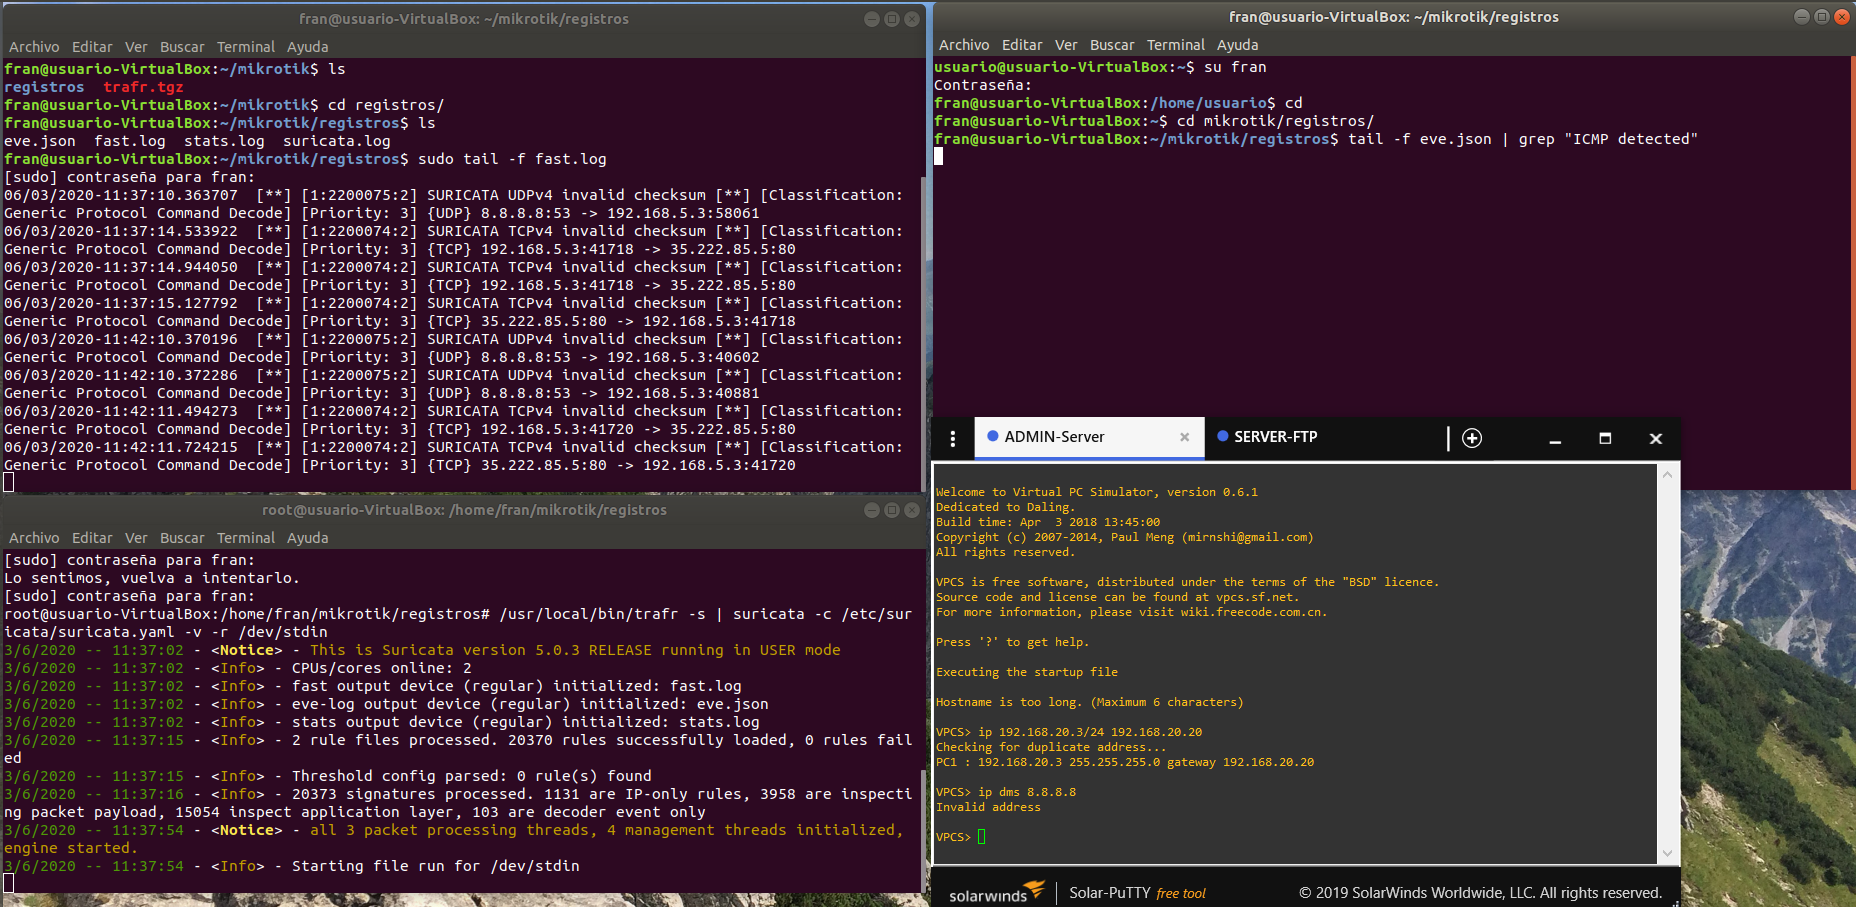 fran@usuario-VirtualBox: ~/mikrotik/registros
Archivo Editar Ver Buscar Terminal Ayuda
fran@usuario-VirtualBox:~/mikrotik$ ls
registros  trafr.tgz
fran@usuario-VirtualBox:~/mikrotik$ cd registros/
fran@usuario-VirtualBox:~/mikrotik/registros$ ls
eve.json  fast.log  stats.log  suricata.log
fran@usuario-VirtualBox:~/mikrotik/registros$ sudo tail -f fast.log
[sudo] contraseña para fran:
06/03/2020-11:37:10.363707  [**] [1:2200075:2] SURICATA UDPv4 invalid checksum [**] [Classification:
Generic Protocol Command Decode] [Priority: 3] {UDP} 8.8.8.8:53 -> 192.168.5.3:58061
06/03/2020-11:37:14.533922  [**] [1:2200074:2] SURICATA TCPv4 invalid checksum [**] [Classification:
Generic Protocol Command Decode] [Priority: 3] {TCP} 192.168.5.3:41718 -> 35.222.85.5:80
06/03/2020-11:37:14.944050  [**] [1:2200074:2] SURICATA TCPv4 invalid checksum [**] [Classification:
Generic Protocol Command Decode] [Priority: 3] {TCP} 192.168.5.3:41718 -> 35.222.85.5:80
06/03/2020-11:37:15.127792  [**] [1:2200074:2] SURICATA TCPv4 invalid checksum [**] [Classification:
Generic Protocol Command Decode] [Priority: 3] {TCP} 35.222.85.5:80 -> 192.168.5.3:41718
06/03/2020-11:42:10.370196  [**] [1:2200075:2] SURICATA UDPv4 invalid checksum [**] [Classification:
Generic Protocol Command Decode] [Priority: 3] {UDP} 8.8.8.8:53 -> 192.168.5.3:40602
06/03/2020-11:42:10.372286  [**] [1:2200075:2] SURICATA UDPv4 invalid checksum [**] [Classification:
Generic Protocol Command Decode] [Priority: 3] {UDP} 8.8.8.8:53 -> 192.168.5.3:40881
06/03/2020-11:42:11.494273  [**] [1:2200074:2] SURICATA TCPv4 invalid checksum [**] [Classification:
Generic Protocol Command Decode] [Priority: 3] {TCP} 192.168.5.3:41720 -> 35.222.85.5:80
06/03/2020-11:42:11.724215  [**] [1:2200074:2] SURICATA TCPv4 invalid checksum [**] [Classification:
Generic Protocol Command Decode] [Priority: 3] {TCP} 35.222.85.5:80 -> 192.168.5.3:41720
root@usuario-VirtualBox: /home/fran/mikrotik/registros
Archivo Editar Ver Buscar Terminal Ayuda
[sudo] contraseña para fran:
Lo sentimos, vuelva a intentarlo.
[sudo] contraseña para fran:
root@usuario-VirtualBox:/home/fran/mikrotik/registros# /usr/local/bin/trafr -s | suricata -c /etc/sur
icata/suricata.yaml -v -r /dev/stdin
3/6/2020 -- 11:37:02 - <Notice> - This is Suricata version 5.0.3 RELEASE running in USER mode
3/6/2020 -- 11:37:02 - <Info> - CPUs/cores online: 2
3/6/2020 -- 11:37:02 - <Info> - fast output device (regular) initialized: fast.log
3/6/2020 -- 11:37:02 - <Info> - eve-log output device (regular) initialized: eve.json
3/6/2020 -- 11:37:02 - <Info> - stats output device (regular) initialized: stats.log
3/6/2020 -- 11:37:15 - <Info> - 2 rule files processed. 20370 rules successfully loaded, 0 rules fail
ed
3/6/2020 -- 11:37:15 - <Info> - Threshold config parsed: 0 rule(s) found
3/6/2020 -- 11:37:16 - <Info> - 20373 signatures processed. 1131 are IP-only rules, 3958 are inspecti
ng packet payload, 15054 inspect application layer, 103 are decoder event only
3/6/2020 -- 11:37:54 - <Notice> - all 3 packet processing threads, 4 management threads initialized,
engine started.
3/6/2020 -- 11:37:54 - <Info> - Starting file run for /dev/stdin
fran@usuario-VirtualBox: ~/mikrotik/registros
Archivo Editar Ver Buscar Terminal Ayuda
usuario@usuario-VirtualBox:~$ su fran
Contraseña:
fran@usuario-VirtualBox:/home/usuario$ cd
fran@usuario-VirtualBox:~$ cd mikrotik/registros/
fran@usuario-VirtualBox:~/mikrotik/registros$ tail -f eve.json | grep "ICMP detected"
ADMIN-Server
SERVER-FTP
Welcome to Virtual PC Simulator, version 0.6.1
Dedicated to Daling.
Build time: Apr  3 2018 13:45:00
Copyright (c) 2007-2014, Paul Meng (mirnshi@gmail.com)
All rights reserved.
VPCS is free software, distributed under the terms of the "BSD" licence.
Source code and license can be found at vpcs.sf.net.
For more information, please visit wiki.freecode.com.cn.
Press '?' to get help.
Executing the startup file
Hostname is too long. (Maximum 6 characters)
VPCS> ip 192.168.20.3/24 192.168.20.20
Checking for duplicate address...
PC1 : 192.168.20.3 255.255.255.0 gateway 192.168.20.20
VPCS> ip dms 8.8.8.8
Invalid address
VPCS>
solarwinds Solar-PuTTY free tool © 2019 SolarWinds Worldwide, LLC. All rights reserved.